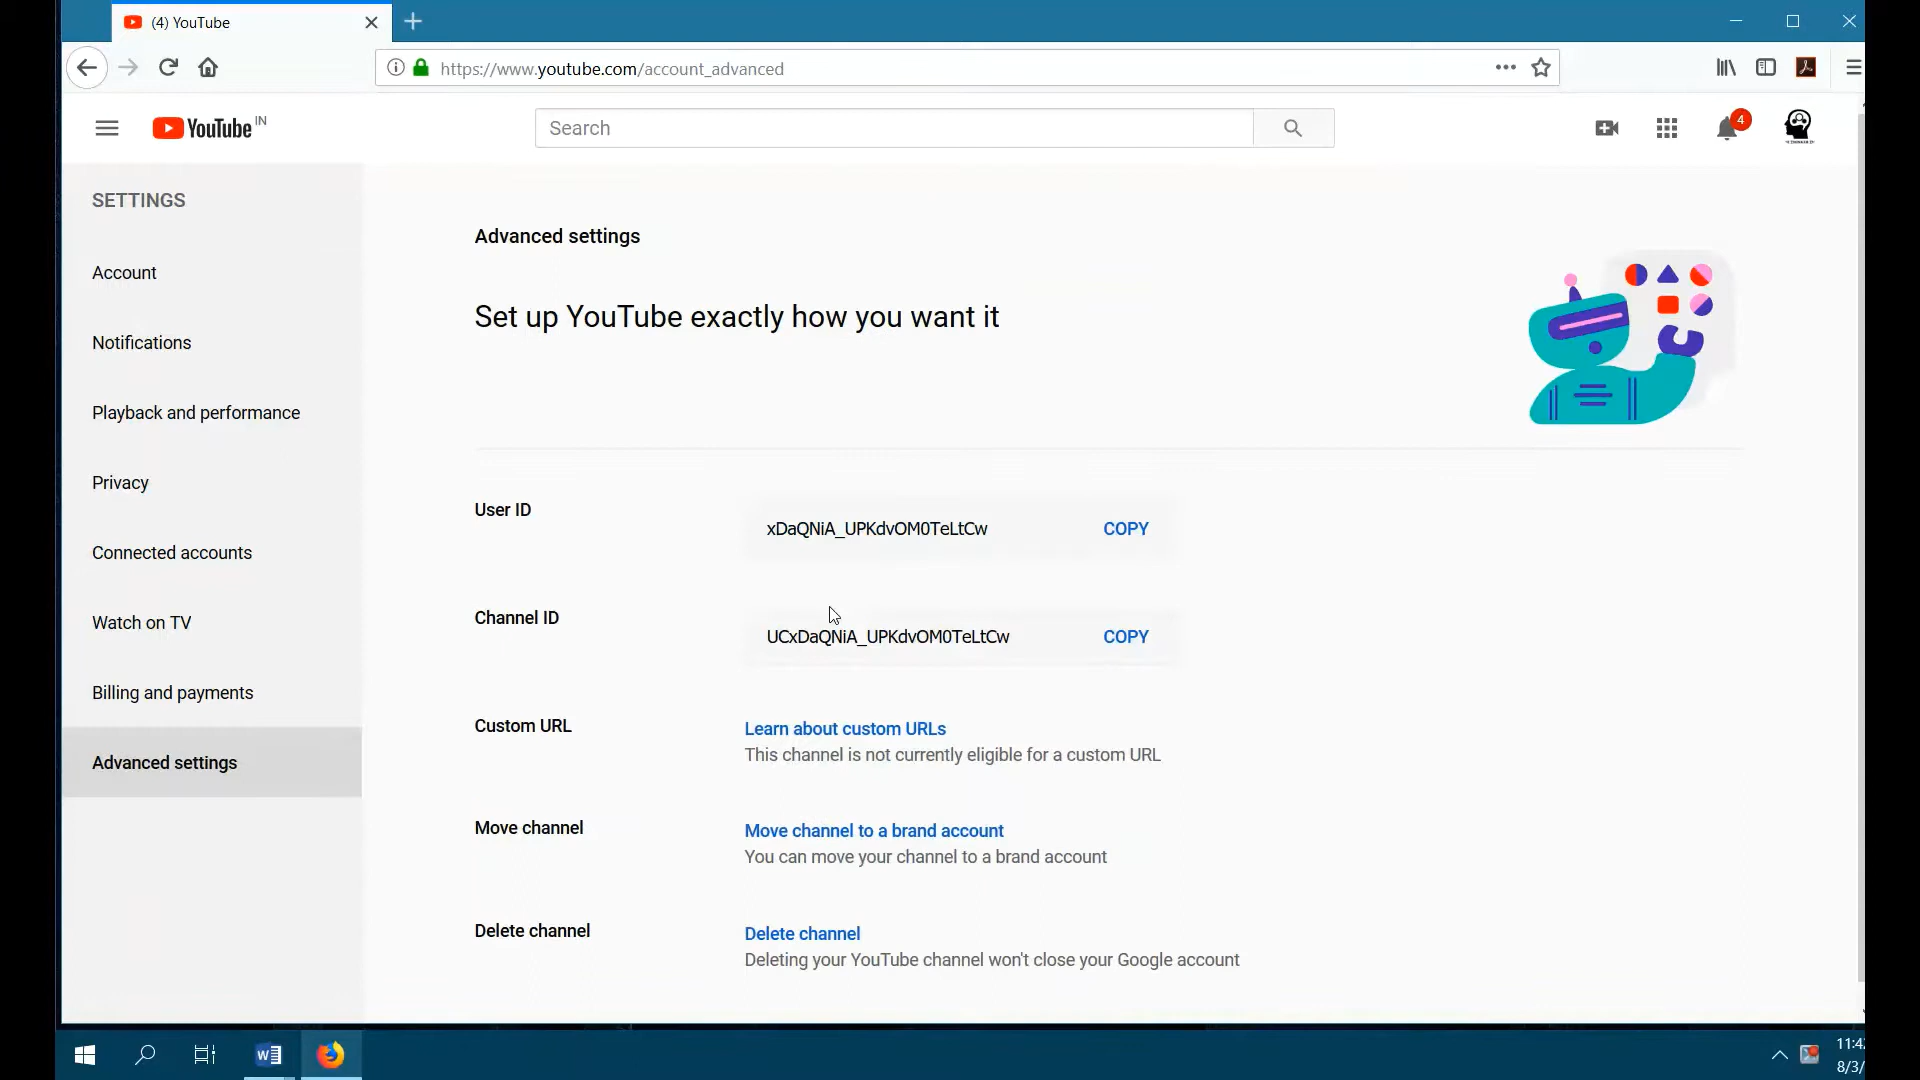 (4) YouTube
https://www.youtube.com/account_advanced
YouTube IN
Search
4
SETTINGS
Account
Notifications
Playback and performance
Privacy
Connected accounts
Watch on TV
Billing and payments
Advanced settings
Advanced settings
Set up YouTube exactly how you want it
User ID
xDaQNiA_UPKdvOM0TeLtCw COPY
Channel ID
UCxDaQNiA_UPKdvOM0TeLtCw COPY
Custom URL
Learn about custom URLs
This channel is not currently eligible for a custom URL
Move channel
Move channel to a brand account
You can move your channel to a brand account
Delete channel
Delete channel
Deleting your YouTube channel won't close your Google account
11:42
8/3/